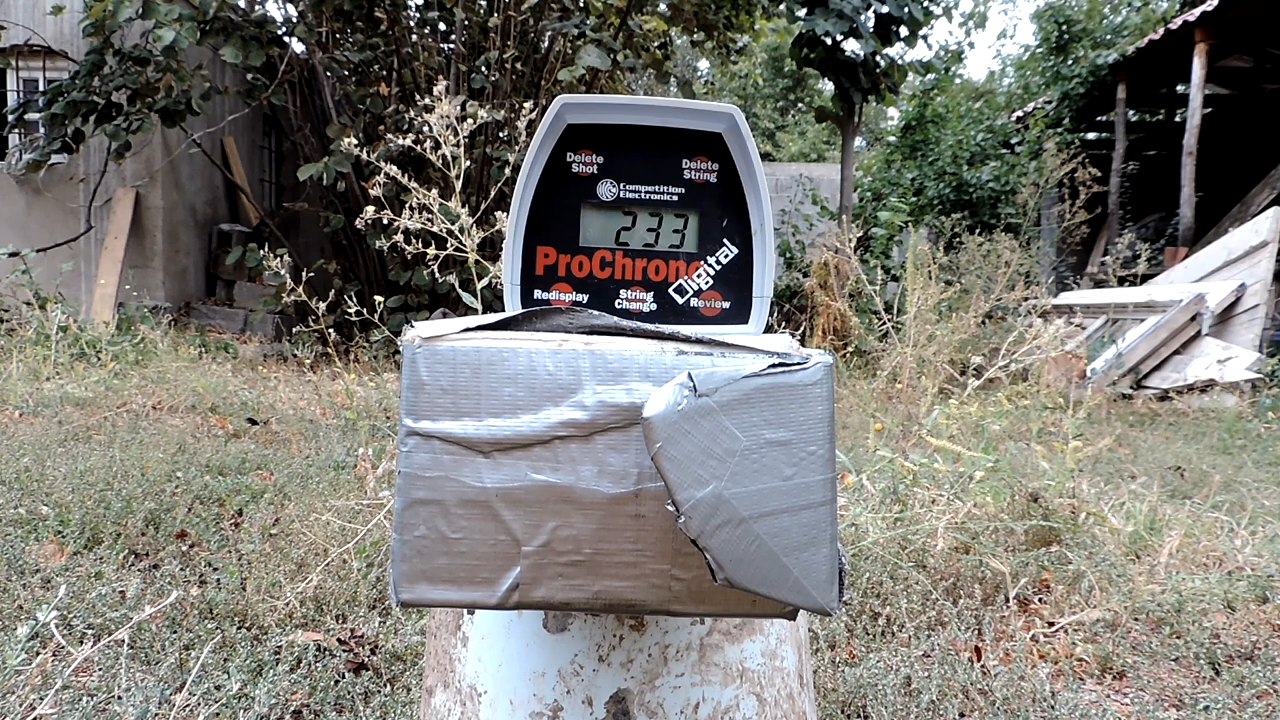 Delete
Shot
Delete
String
Competition
Electronics
233
ProChrono
Digital
Redisplay
String
Change
Review